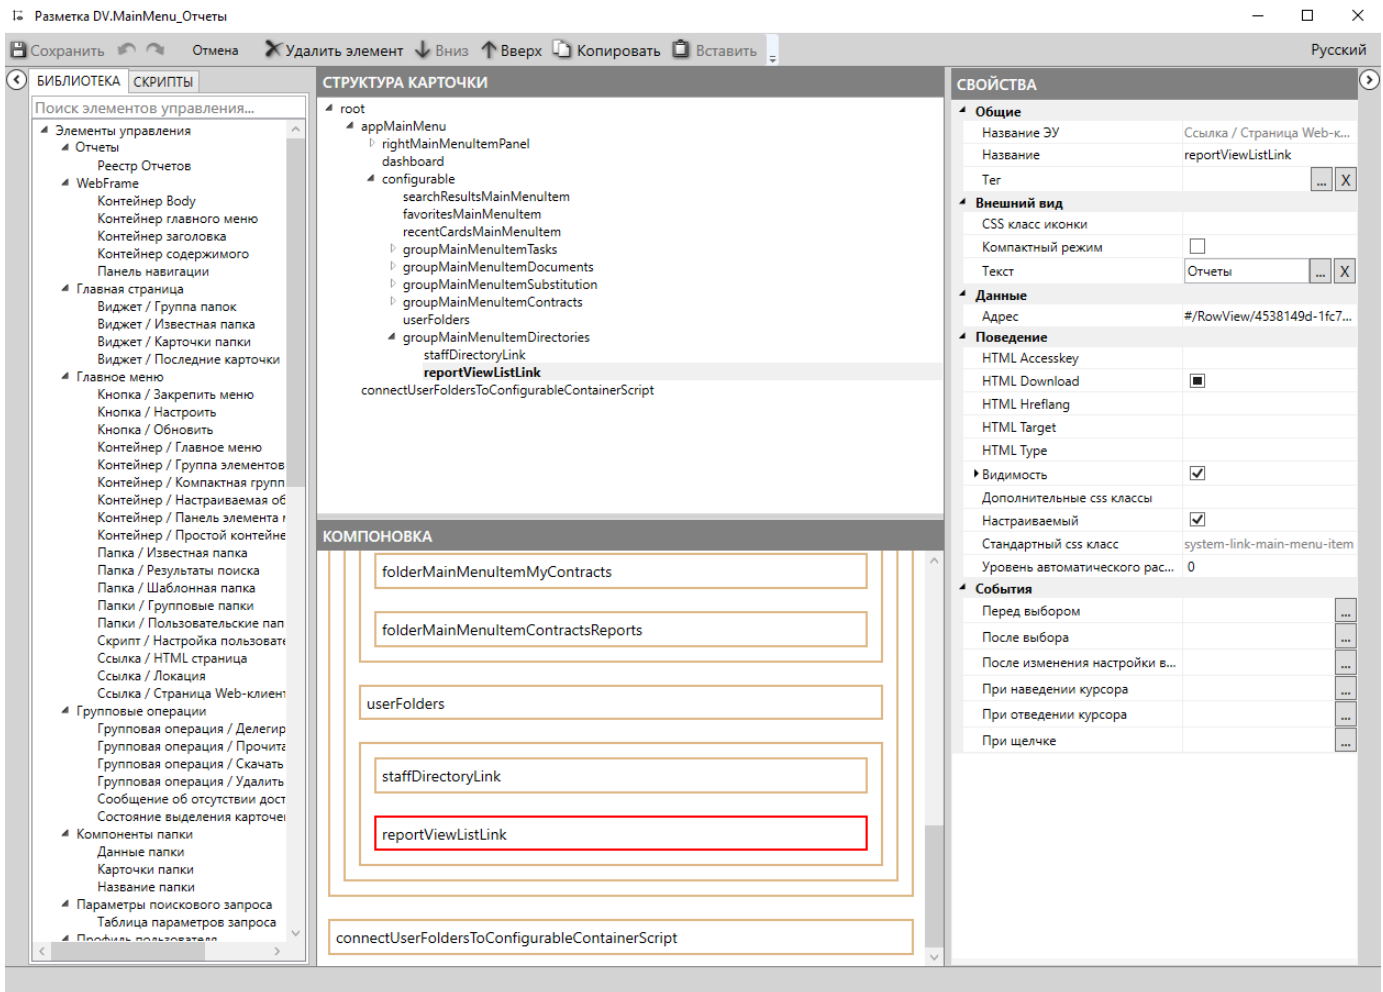 Разметка DV.MainMenu_Отчеты
Сохранить Отмена Удалить элемент Вниз Вверх Копировать Вставить Русский
БИБЛИОТЕКА СКРИПТЫ
Поиск элементов управления...
Элементы управления
Отчеты
Реестр Отчетов
WebFrame
Контейнер Body
Контейнер главного меню
Контейнер заголовка
Контейнер содержимого
Панель навигации
Главная страница
Виджет / Группа папок
Виджет / Известная папка
Виджет / Карточки папки
Виджет / Последние карточки
Главное меню
Кнопка / Закрепить меню
Кнопка / Настроить
Кнопка / Обновить
Контейнер / Главное меню
Контейнер / Группа элементов
Контейнер / Компактная групп
Контейнер / Настраиваемая об
Контейнер / Панель элемента
Контейнер / Простой контейне
Папка / Известная папка
Папка / Результаты поиска
Папка / Шаблонная папка
Папки / Групповые папки
Папки / Пользовательские пап
Скрипт / Настройка пользовате
Ссылка / HTML страница
Ссылка / Локация
Ссылка / Страница Web-клиент
Групповые операции
Групповая операция / Делегир
Групповая операция / Прочита
Групповая операция / Скачать
Групповая операция / Удалить
Сообщение об отсутствии дост
Состояние выделения карточе
Компоненты папки
Данные папки
Карточки папки
Название папки
Параметры поискового запроса
Таблица параметров запроса
Профиль пользователя
СТРУКТУРА КАРТОЧКИ
root
appMainMenu
rightMainMenuItemPanel
dashboard
configurable
searchResultsMainMenuItem
favoritesMainMenuItem
recentCardsMainMenuItem
groupMainMenuItemTasks
groupMainMenuItemDocuments
groupMainMenuItemSubstitution
groupMainMenuItemContracts
userFolders
groupMainMenuItemDirectories
staffDirectoryLink
reportViewListLink
connectUserFoldersToConfigurableContainerScript
КОМПОНОВКА
folderMainMenuItemMyContracts
folderMainMenuItemContractsReports
userFolders
staffDirectoryLink
reportViewListLink
connectUserFoldersToConfigurableContainerScript
СВОЙСТВА
Общие
Название ЭУ Ссылка / Страница Web-к...
Название reportViewListLink
Тег ... X
Внешний вид
CSS класс иконки
Компактный режим
Текст Отчеты ... X
Данные
Адрес #/RowView/4538149d-1fc7...
Поведение
HTML Accesskey
HTML Download
HTML Hreflang
HTML Target
HTML Type
Видимость
Дополнительные css классы
Настраиваемый
Стандартный css класс system-link-main-menu-item
Уровень автоматического рас... 0
События
Перед выбором ...
После выбора ...
После изменения настройки в... ...
При наведении курсора ...
При отведении курсора ...
При щелчке ...